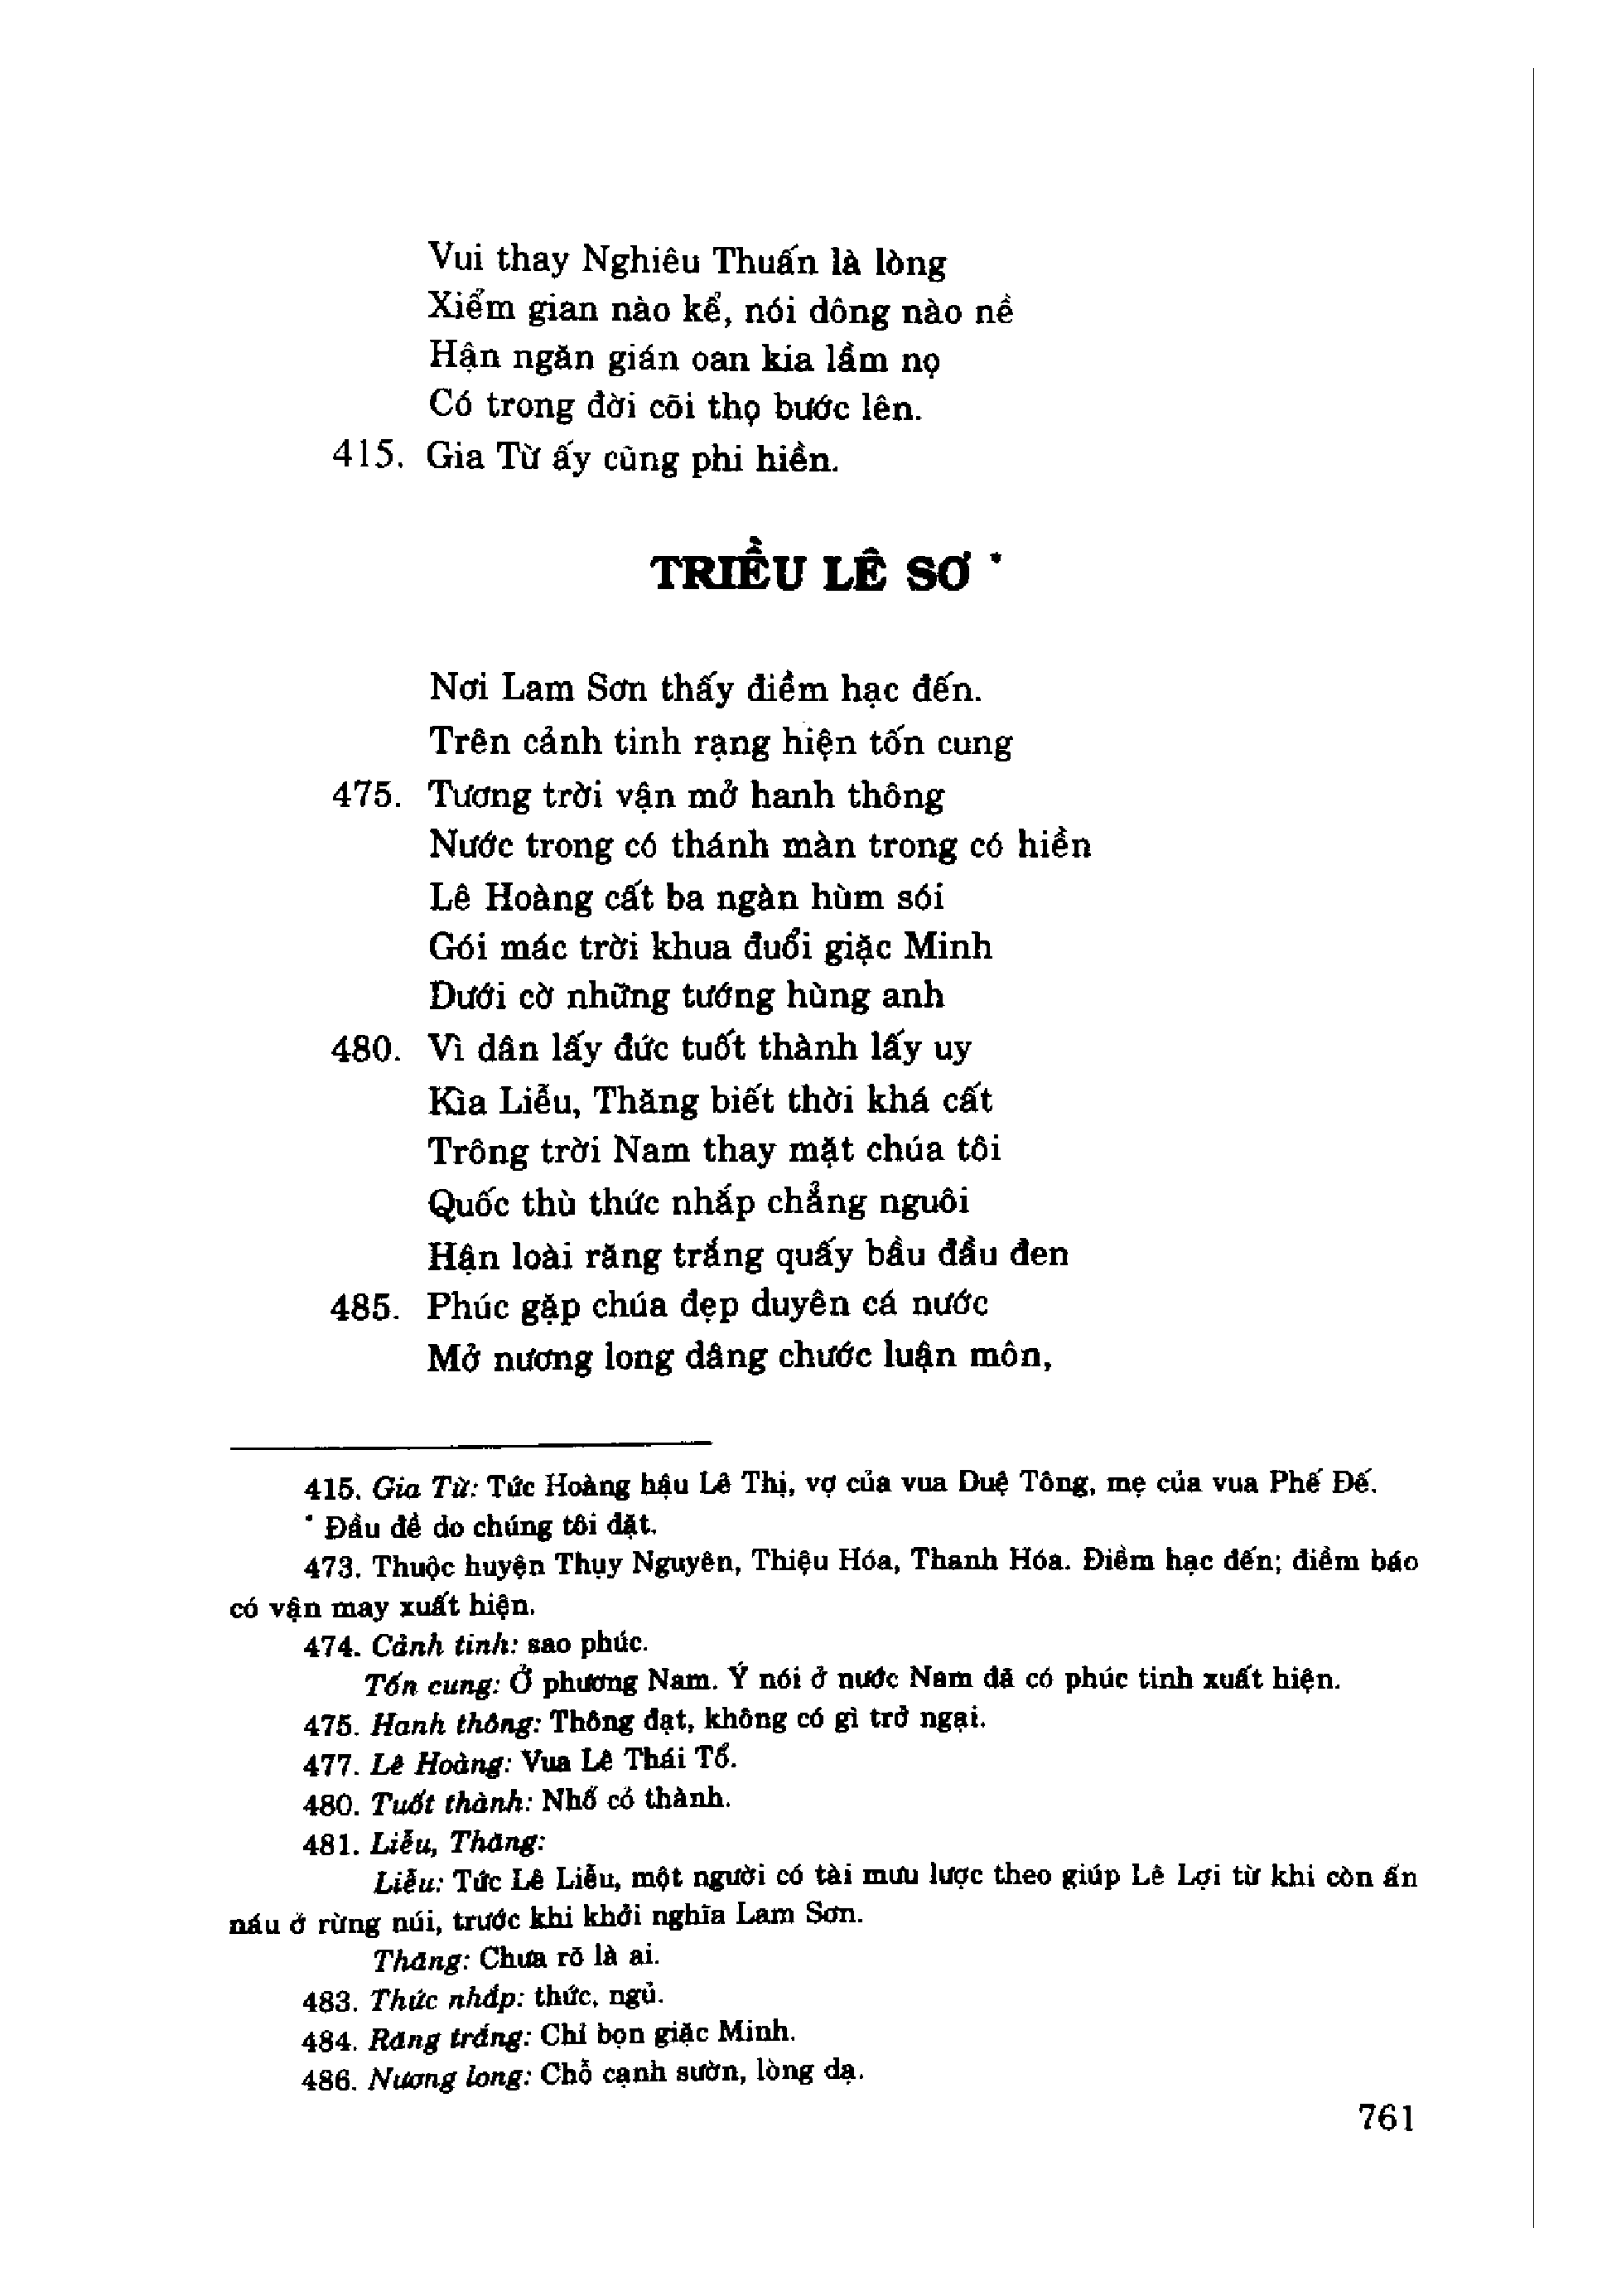 Vui thay Nghiêu Thuấn là lòng
Xiểm gian nào kể, nói dông nào nề
Hận ngăn gián oan kia lầm nọ
Có trong đời cõi thọ bước lên.
415. Gia Từ ấy cũng phi hiền.
TRIỀU LÊ SƠ *
Nơi Lam Sơn thấy điềm hạc đến.
Trên cảnh tinh rạng hiện tốn cung
475. Tương trời vận mở hanh thông
Nước trong có thánh màn trong có hiền
Lê Hoàng cất ba ngàn hùm sói
Gói mác trời khua đuổi giặc Minh
Dưới cờ những tướng hùng anh
480. Vì dân lấy đức tuốt thành lấy uy
Kìa Liễu, Thăng biết thời khá cất
Trông trời Nam thay mặt chúa tôi
Quốc thù thức nhắp chẳng nguôi
Hận loài răng trắng quấy bầu đầu đen
485. Phúc gặp chúa đẹp duyên cá nước
Mở nương long dâng chước luận môn,
415. Gia Từ: Tức Hoàng hậu Lê Thị, vợ của vua Duệ Tông, mẹ của vua Phế Đế.
* Đầu đề do chúng tôi đặt.
473. Thuộc huyện Thụy Nguyên, Thiệu Hóa, Thanh Hóa. Điềm hạc đến; điềm báo
có vận may xuất hiện.
474. Cảnh tinh: sao phúc.
Tốn cung: Ở phương Nam. Ý nói ở nước Nam đã có phúc tinh xuất hiện.
475. Hanh thông: Thông đạt, không có gì trở ngại.
477. Lê Hoàng: Vua Lê Thái Tổ.
480. Tuốt thành: Nhổ cỏ thành.
481. Liễu, Thăng:
Liễu: Tức Lê Liễu, một người có tài mưu lược theo giúp Lê Lợi từ khi còn ẩn
náu ở rừng núi, trước khi khởi nghĩa Lam Sơn.
Thăng: Chưa rõ là ai.
483. Thức nhắp: thức, ngủ.
484. Răng trắng: Chỉ bọn giặc Minh.
486. Nương long: Chỗ cạnh sườn, lòng dạ.
761